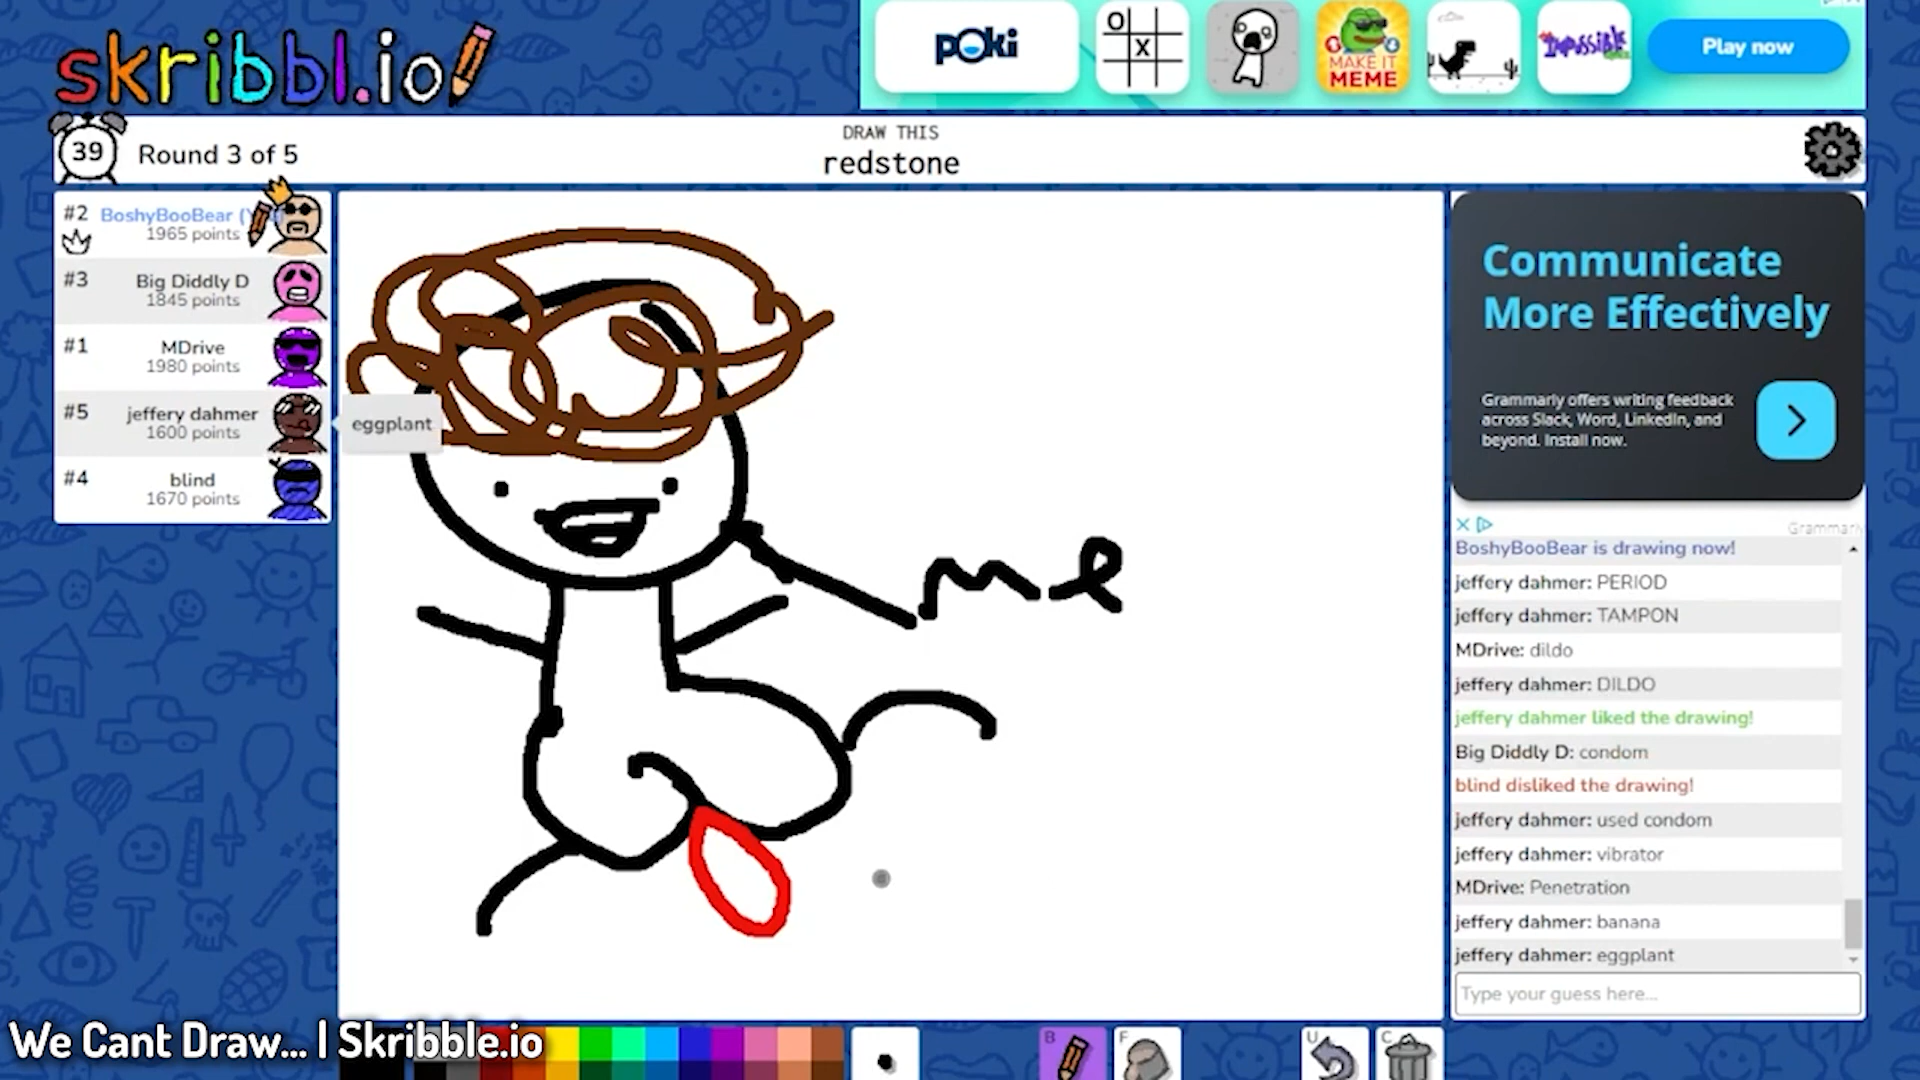 skribbl.io
POKi
O
X
MAKE IT
MEME
IMPOSSIBLE
Play now
39
Round 3 of 5
DRAW THIS
redstone
#2
BoshyBooBear (
1965 points
#3
Big Diddly D
1845 points
#1
MDrive
1980 points
#5
jeffery dahmer
1600 points
#4
blind
1670 points
eggplant
me
Communicate
More Effectively
Grammarly offers writing feedback
across Slack, Word, LinkedIn, and
beyond. Install now.
Grammarly
BoshyBooBear is drawing now!
jeffery dahmer: PERIOD
jeffery dahmer: TAMPON
MDrive: dildo
jeffery dahmer: DILDO
jeffery dahmer liked the drawing!
Big Diddly D: condom
blind disliked the drawing!
jeffery dahmer: used condom
jeffery dahmer: vibrator
MDrive: Penetration
jeffery dahmer: banana
jeffery dahmer: eggplant
Type your guess here...
B
F
U
C
We Cant Draw... | Skribble.io